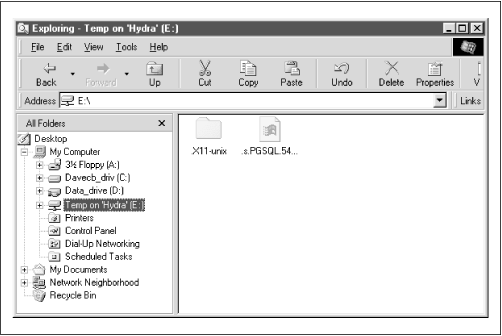 Exploring - Temp on 'Hydra' (E:)
File Edit View Tools Help
Back Forward Up Cut Copy Paste Undo Delete Properties V
Address E:\ Links
All Folders
Desktop
My Computer
3½ Floppy (A:)
Davecb_driv (C:)
Data_drive (D:)
Temp on 'Hydra' (E:)
Printers
Control Panel
Dial-Up Networking
Scheduled Tasks
My Documents
Network Neighborhood
Recycle Bin
X11-unix
.s.PGSQL.54...